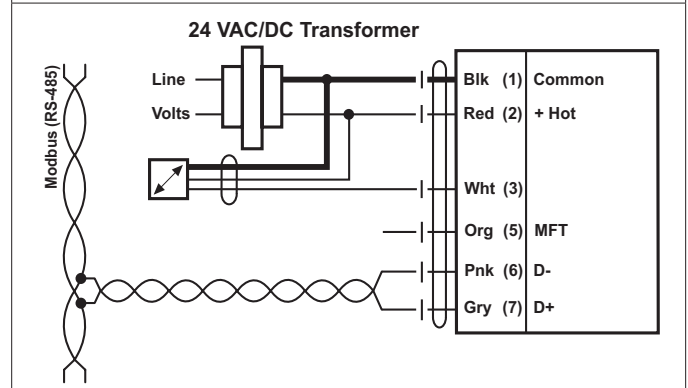 24 VAC/DC Transformer
Modbus (RS-485)
Line
Volts
Blk (1) Common
Red (2) + Hot
Wht (3)
Org (5) MFT
Pnk (6) D-
Gry (7) D+